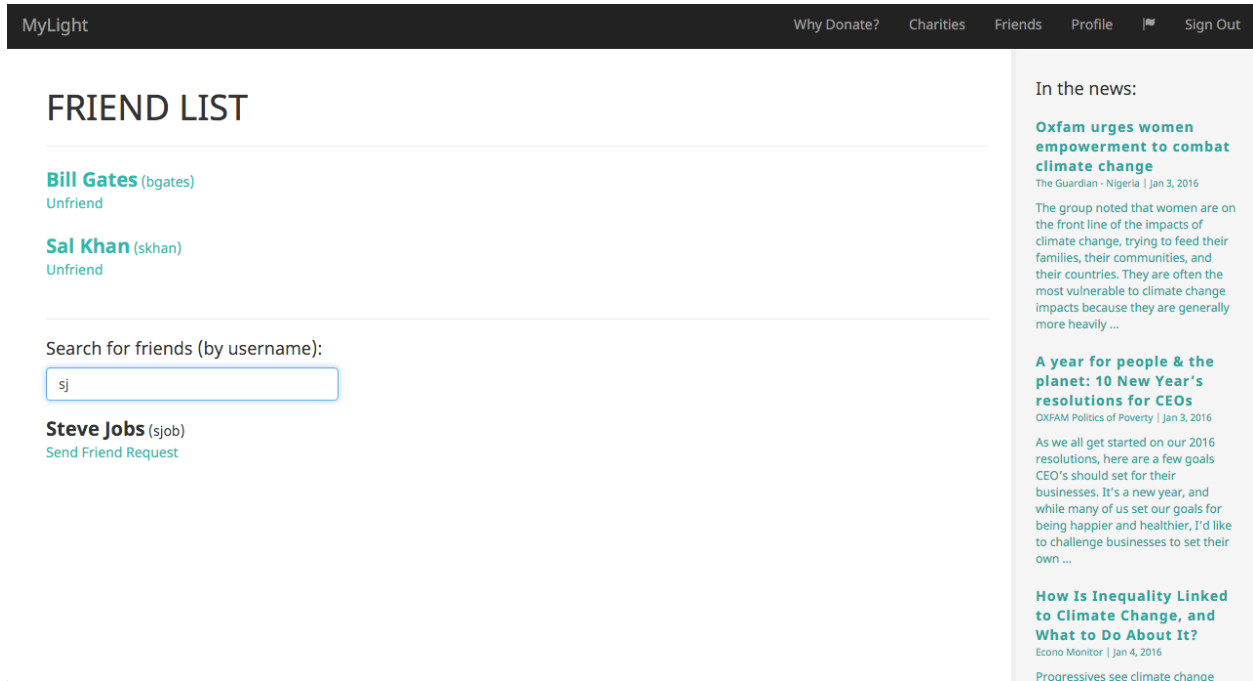 MyLight
Why Donate? Charities Friends Profile Sign Out
FRIEND LIST
Bill Gates (bgates)
Unfriend
Sal Khan (skhan)
Unfriend
Search for friends (by username):
sj
Steve Jobs (sjob)
Send Friend Request
In the news:
Oxfam urges women
empowerment to combat
climate change
The Guardian - Nigeria | Jan 3, 2016
The group noted that women are on
the front line of the impacts of
climate change, trying to feed their
families, their communities, and
their countries. They are often the
most vulnerable to climate change
impacts because they are generally
more heavily ...
A year for people & the
planet: 10 New Year’s
resolutions for CEOs
OXFAM Politics of Poverty | Jan 3, 2016
As we all get started on our 2016
resolutions, here are a few goals
CEO’s should set for their
businesses. It’s a new year, and
while many of us set our goals for
being happier and healthier, I’d like
to challenge businesses to set their
own ...
How Is Inequality Linked
to Climate Change, and
What to Do About It?
Econo Monitor | Jan 4, 2016
Progressives see climate change